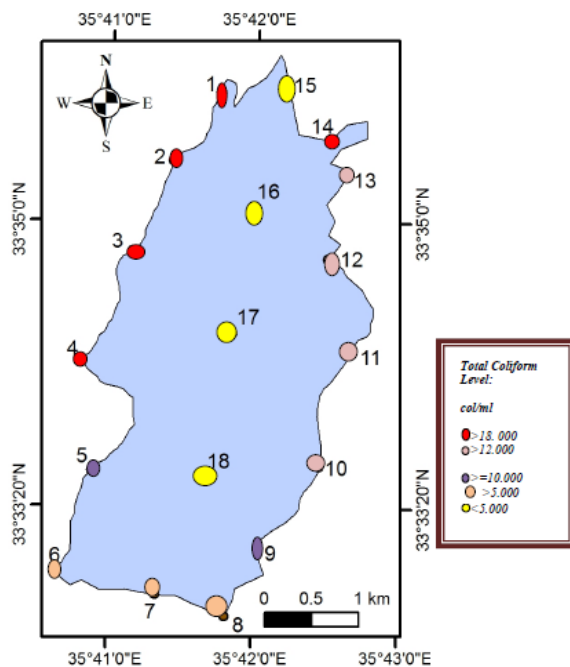 35°41'0"E 35°42'0"E
N
W E
S
1
15
14
2
13
16
33°35'0"N
33°35'0"N
3
12
17
4
11
5
18
10
33°33'20"N
33°33'20"N
9
6
7
8
0 0.5 1 km
35°41'0"E 35°42'0"E 35°43'0"E
Total Coliform
Level:
col/ml
>18. 000
>12.000
>=10.000
>5.000
<5.000